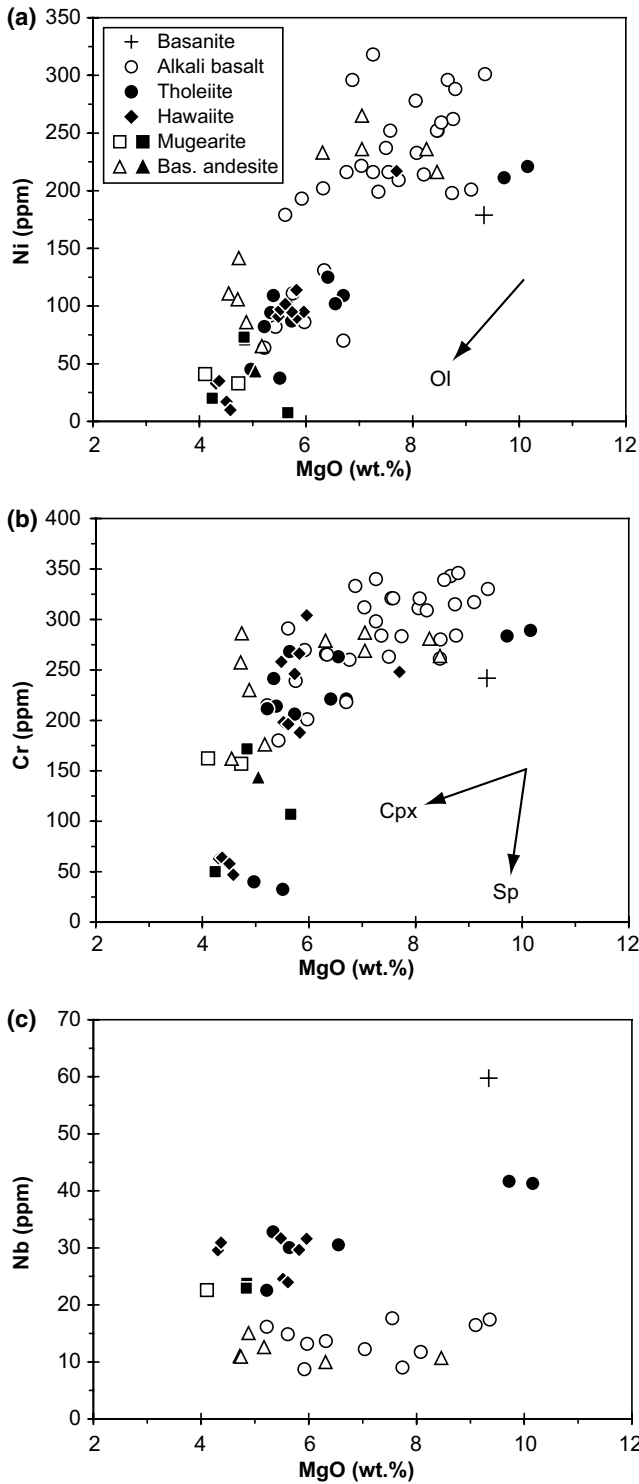 (a)
350
300
250
200
150
100
50
0
Ni (ppm)
Basanite
Alkali basalt
Tholeiite
Hawaiite
Mugearite
Bas. andesite
Ol
2 4 6 8 10 12
MgO (wt.%)
(b)
400
350
300
250
200
150
100
50
0
Cr (ppm)
Cpx
Sp
2 4 6 8 10 12
MgO (wt.%)
(c)
70
60
50
40
30
20
10
0
Nb (ppm)
2 4 6 8 10 12
MgO (wt.%)